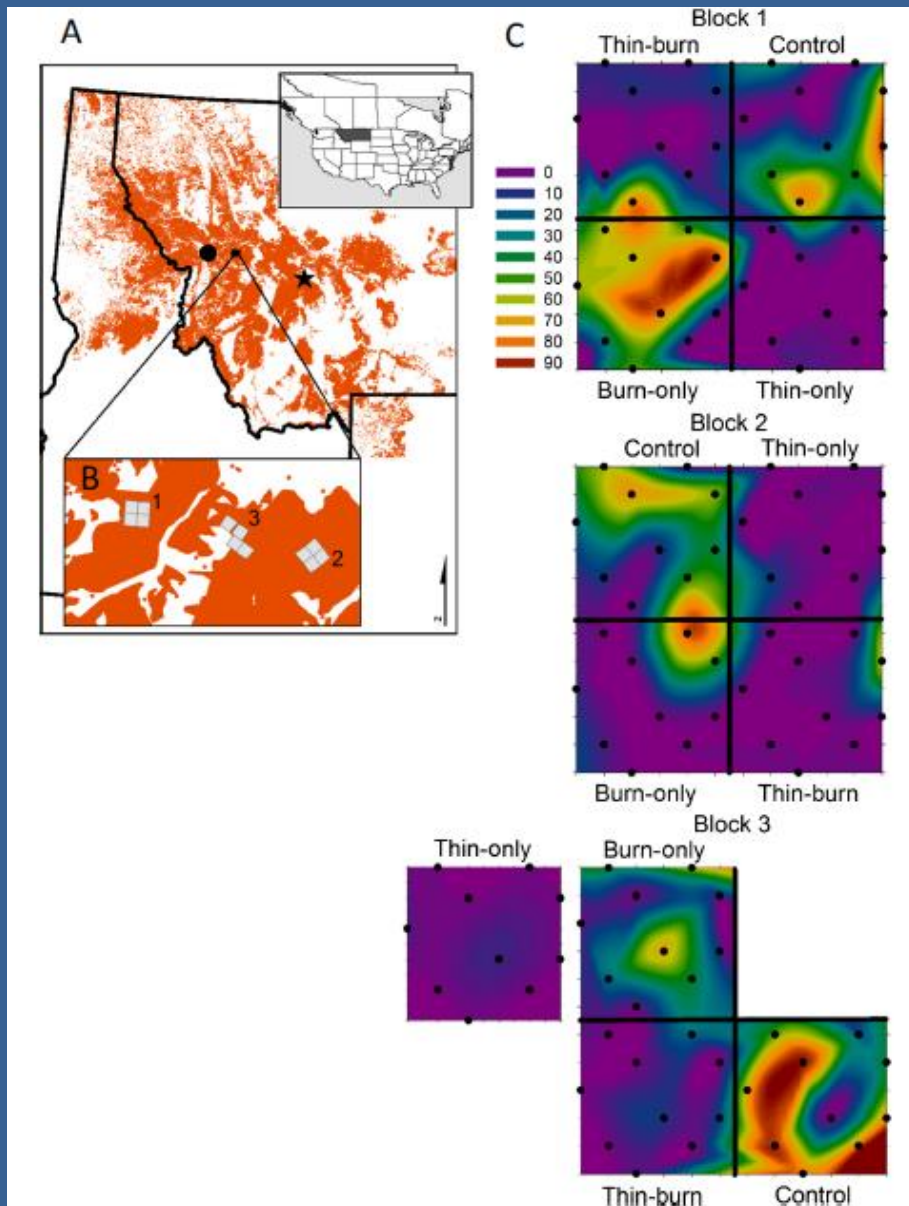 A
B
1
3
2
N
C
Block 1
Thin-burn Control
0
10
20
30
40
50
60
70
80
90
Burn-only Thin-only
Block 2
Control Thin-only
Burn-only Thin-burn
Block 3
Thin-only Burn-only
Thin-burn Control